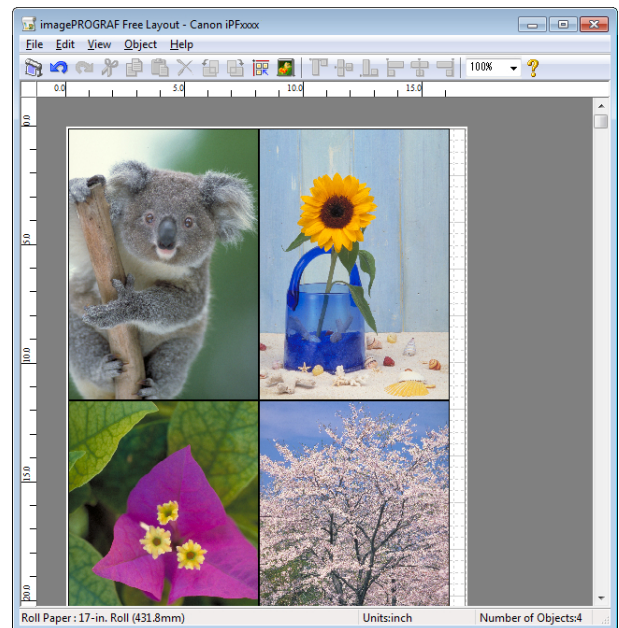 imagePROGRAF Free Layout - Canon iPFxxxx
File Edit View Object Help
100%
0.0 5.0 10.0 15.0
0.0
5.0
10.0
15.0
20.0
Roll Paper : 17-in. Roll (431.8mm) Units:inch Number of Objects:4